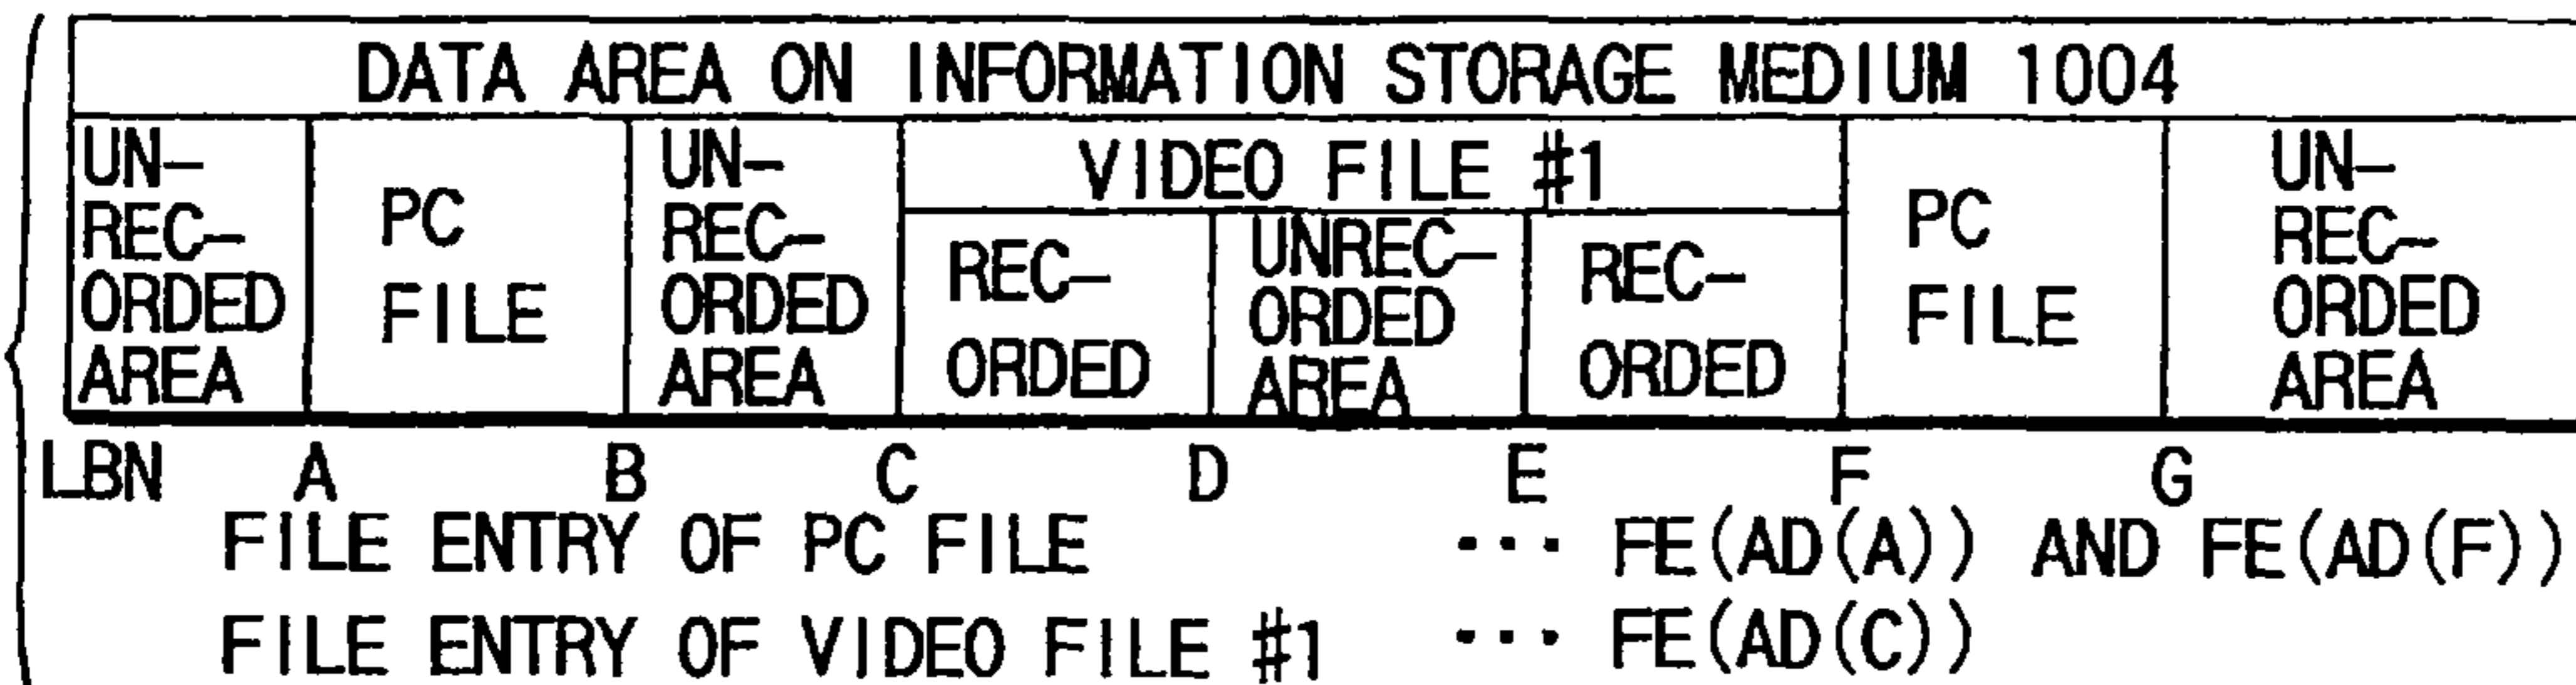 DATA AREA ON INFORMATION STORAGE MEDIUM 1004
UN-
REC-
ORDED
AREA
PC
FILE
UN-
REC-
ORDED
AREA
VIDEO FILE #1
REC-
ORDED
UNREC-
ORDED
AREA
REC-
ORDED
PC
FILE
UN-
REC-
ORDED
AREA
LBN A B C D E F G
FILE ENTRY OF PC FILE ··· FE(AD(A)) AND FE(AD(F))
FILE ENTRY OF VIDEO FILE #1 ··· FE(AD(C))